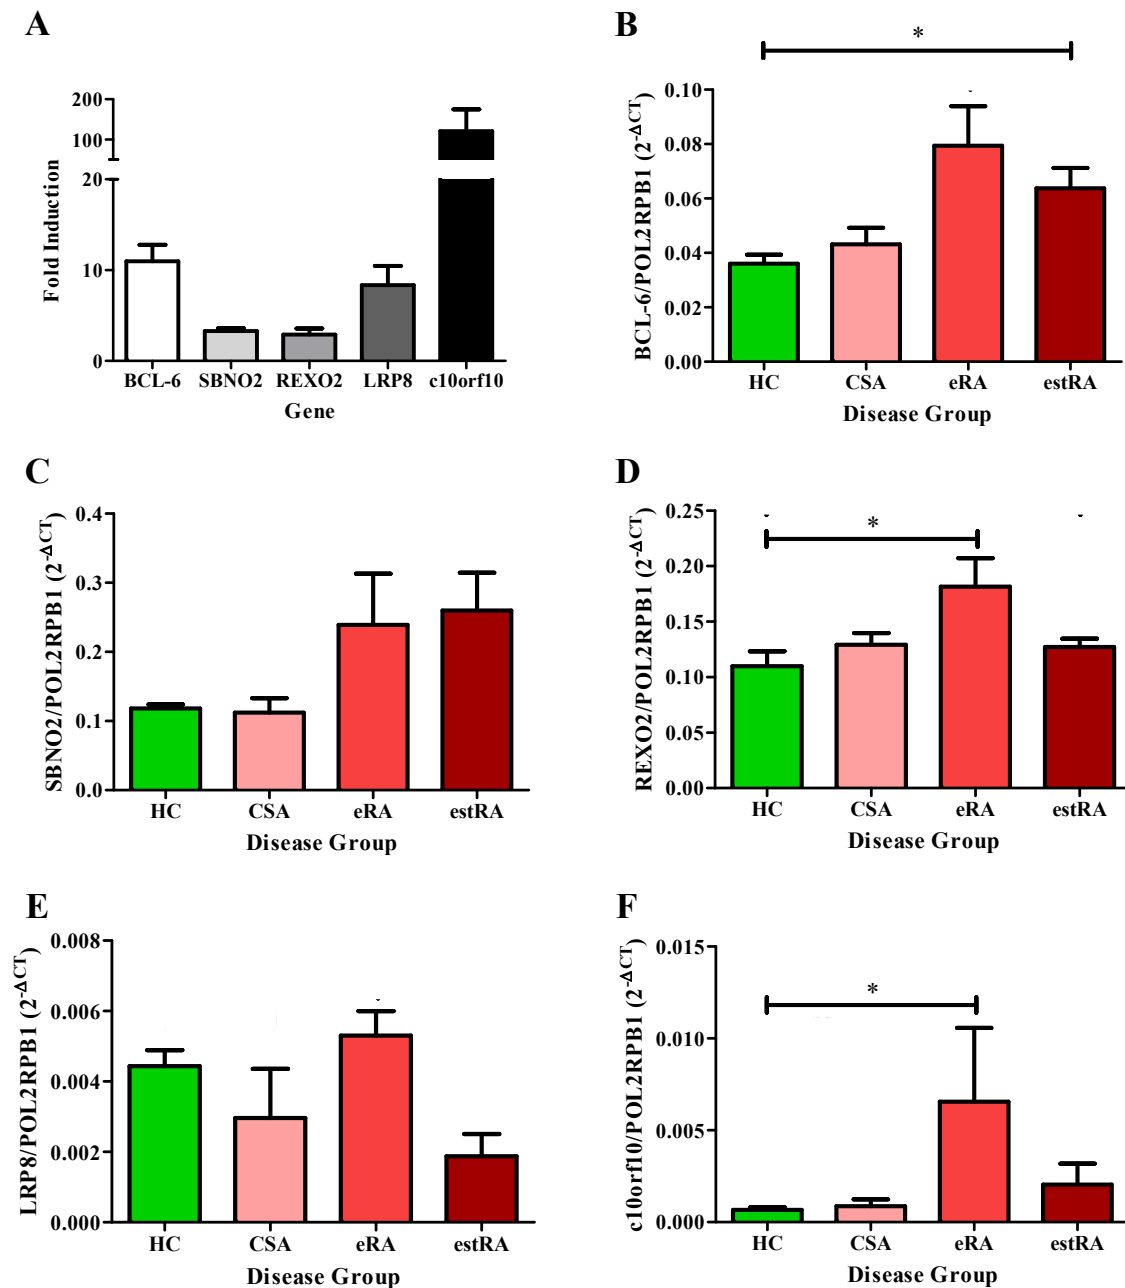 A
Fold Induction
200
100
20
10
0
BCL-6 SBNO2 REXO2 LRP8 c10orf10
Gene
B
*
BCL-6/POL2RPB1 (2-ΔCT)
0.10
0.08
0.06
0.04
0.02
0.00
HC CSA eRA estRA
Disease Group
C
SBNO2/POL2RPB1 (2-ΔCT)
0.4
0.3
0.2
0.1
0.0
HC CSA eRA estRA
Disease Group
D
*
REXO2/POL2RPB1 (2-ΔCT)
0.25
0.20
0.15
0.10
0.05
0.00
HC CSA eRA estRA
Disease Group
E
LRP8/POL2RPB1 (2-ΔCT)
0.008
0.006
0.004
0.002
0.000
HC CSA eRA estRA
Disease Group
F
*
c10orf10/POL2RPB1 (2-ΔCT)
0.015
0.010
0.005
0.000
HC CSA eRA estRA
Disease Group